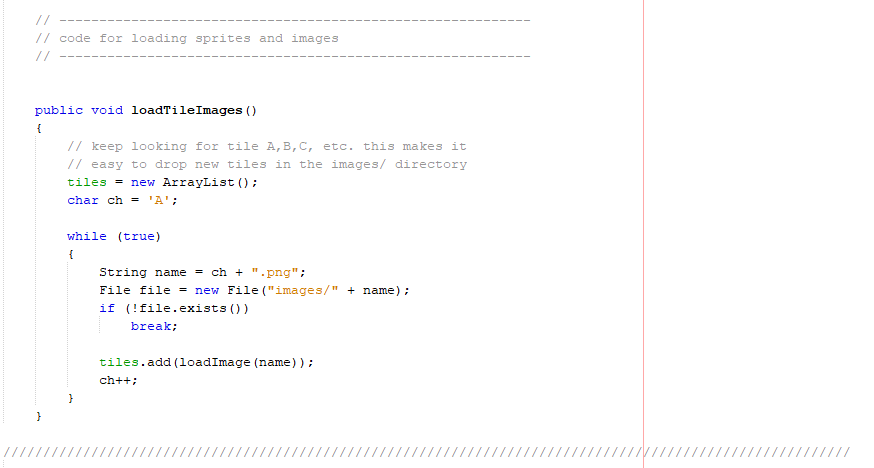 // -----------------------------------------------------------
// code for loading sprites and images
// -----------------------------------------------------------
public void loadTileImages()
{
// keep looking for tile A,B,C, etc. this makes it
// easy to drop new tiles in the images/ directory
tiles = new ArrayList();
char ch = 'A';
while (true)
{
String name = ch + ".png";
File file = new File("images/" + name);
if (!file.exists())
break;
tiles.add(loadImage(name));
ch++;
}
}
//////////////////////////////////////////////////////////////////////////////////////////////////////////